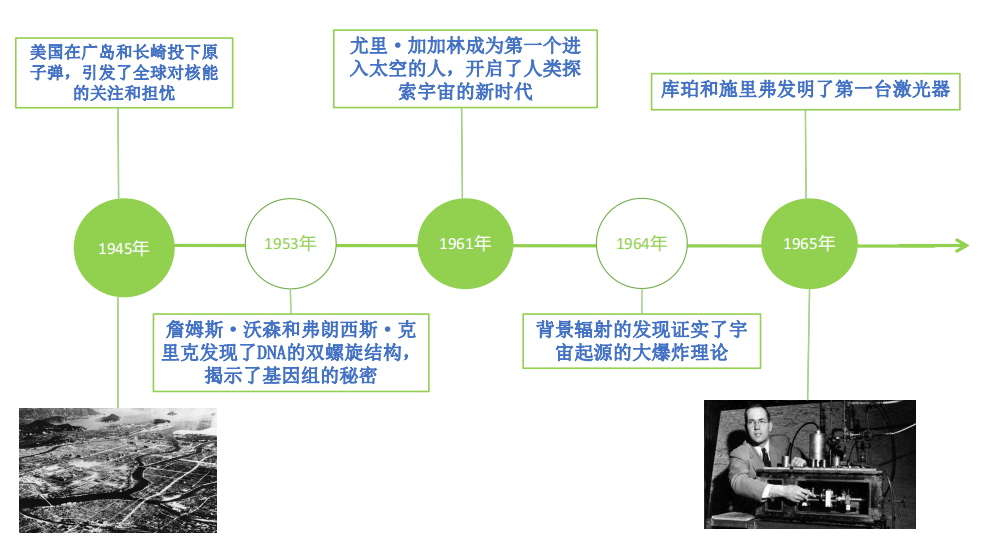 美国在广岛和长崎投下原
子弹，引发了全球对核能
的关注和担忧
尤里·加加林成为第一个进
入太空的人，开启了人类探
索宇宙的新时代
库珀和施里弗发明了第一台激光器
1945年
1953年
1961年
1964年
1965年
詹姆斯·沃森和弗朗西斯·克
里克发现了DNA的双螺旋结构，
揭示了基因组的秘密
背景辐射的发现证实了宇
宙起源的大爆炸理论